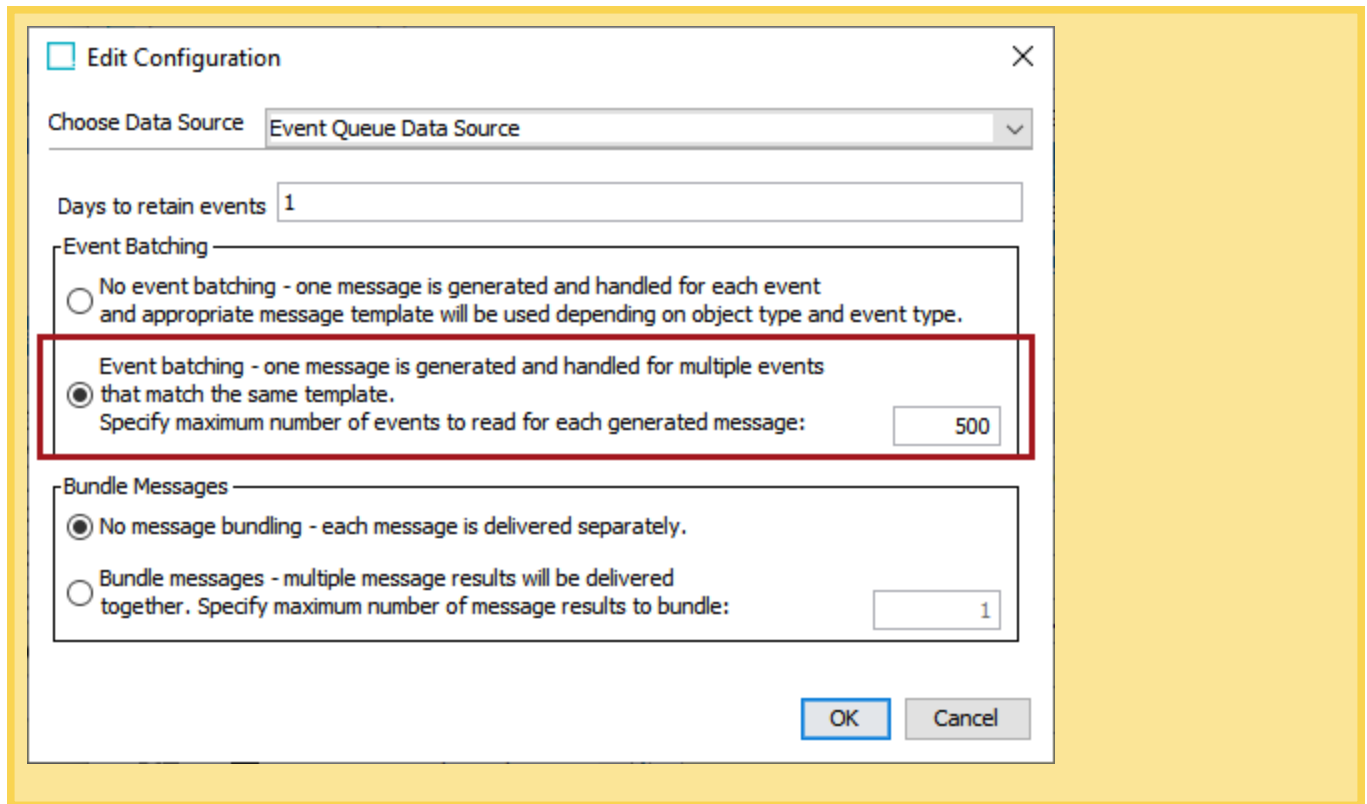 Edit Configuration
Choose Data Source
Event Queue Data Source
Days to retain events
1
Event Batching
No event batching - one message is generated and handled for each event
and appropriate message template will be used depending on object type and event type.
Event batching - one message is generated and handled for multiple events
that match the same template.
Specify maximum number of events to read for each generated message:
500
Bundle Messages
No message bundling - each message is delivered separately.
Bundle messages - multiple message results will be delivered
together. Specify maximum number of message results to bundle:
1
OK
Cancel